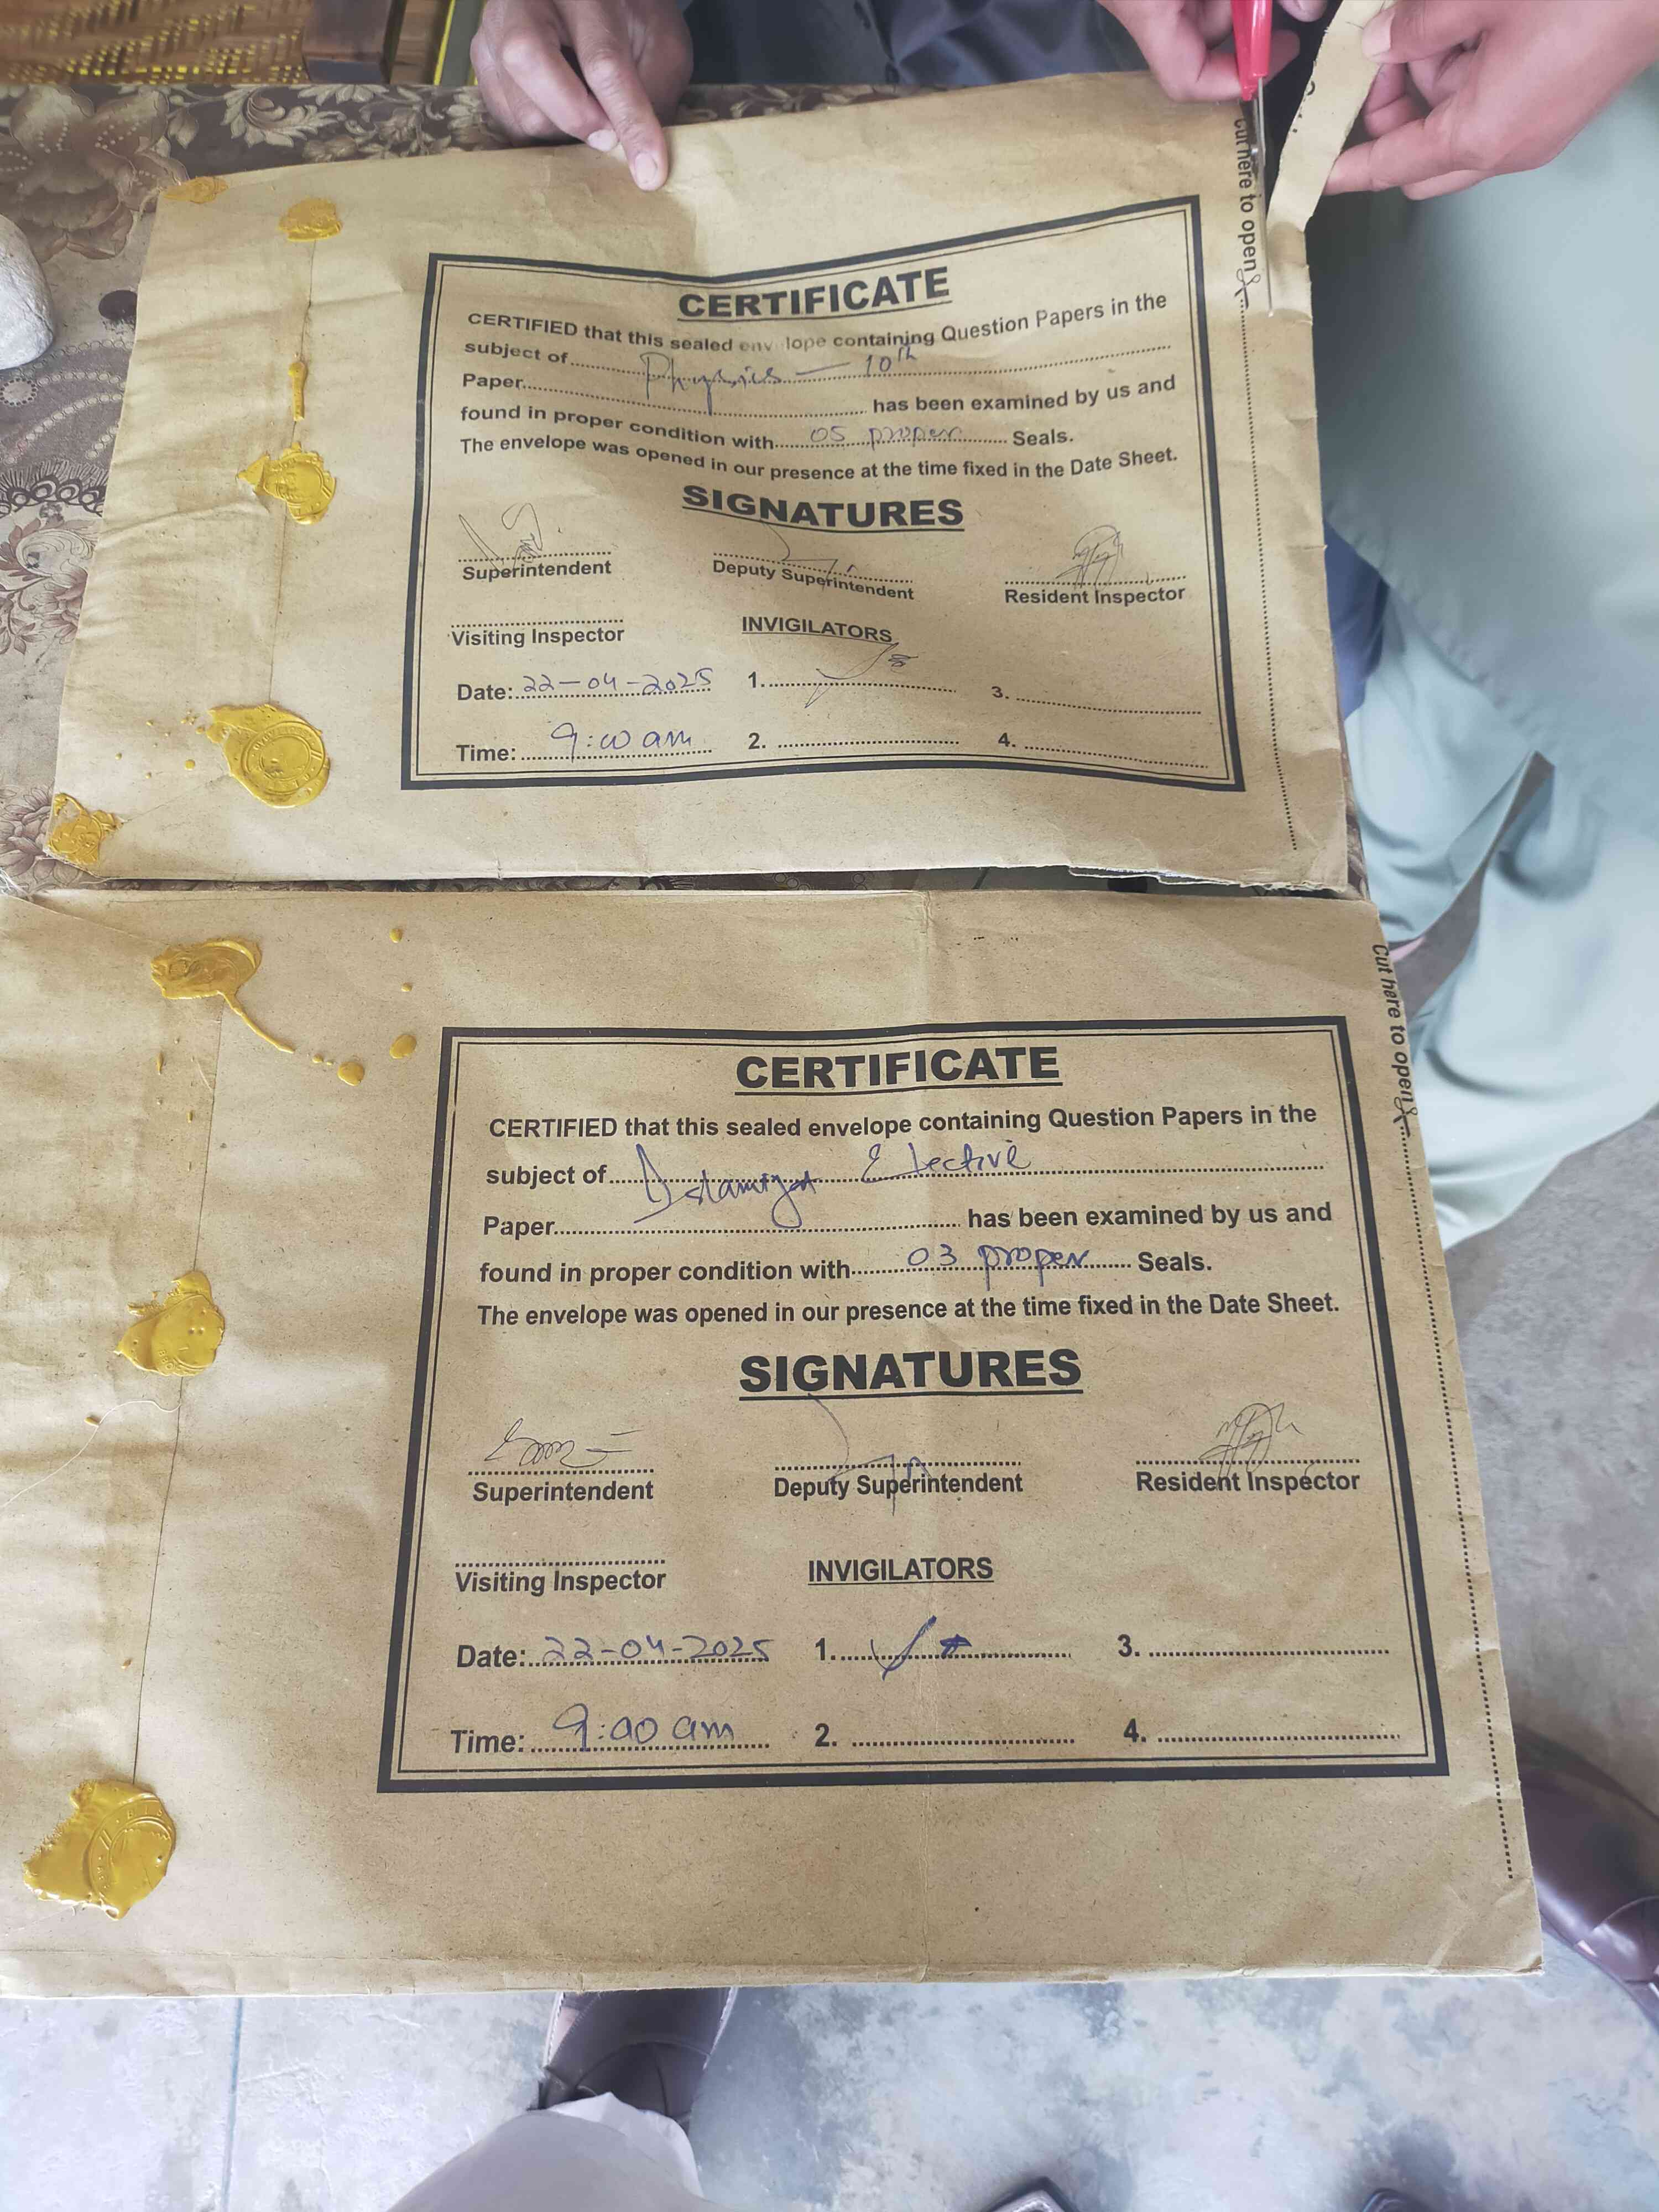 Cut here to open
CERTIFICATE
CERTIFIED that this sealed envelope containing Question Papers in the
subject of Physics — 10th
Paper has been examined by us and
found in proper condition with 05 proper Seals.
The envelope was opened in our presence at the time fixed in the Date Sheet.
SIGNATURES
Superintendent Deputy Superintendent Resident Inspector
Visiting Inspector INVIGILATORS
Date: 22-04-2025 1. 3.
Time: 9:00 am 2. 4.
Cut here to open
CERTIFICATE
CERTIFIED that this sealed envelope containing Question Papers in the
subject of Islamiyat Elective
Paper has been examined by us and
found in proper condition with 03 proper Seals.
The envelope was opened in our presence at the time fixed in the Date Sheet.
SIGNATURES
Superintendent Deputy Superintendent Resident Inspector
Visiting Inspector INVIGILATORS
Date: 22-04-2025 1. 3.
Time: 9:00 am 2. 4.